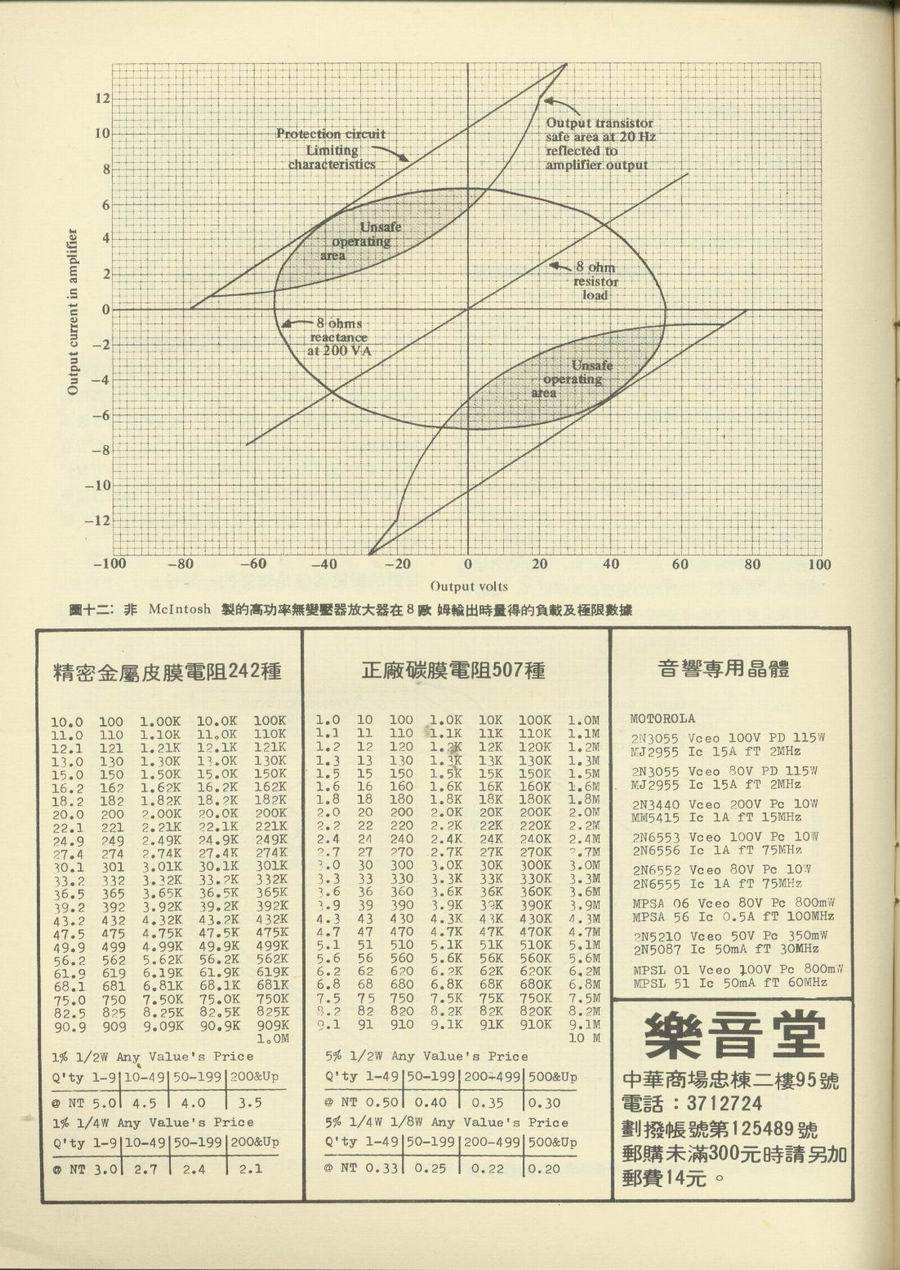 12
10
8
6
4
2
0
−2
−4
−6
−8
−10
−12
Output current in amplifier
Protection circuit
Limiting
characteristics
Output transistor
safe area at 20 Hz
reflected to
amplifier output
Unsafe
operating
area
8 ohm
resistor
load
8 ohms
reactance
at 200 VA
Unsafe
operating
area
−100 −80 −60 −40 −20 0 20 40 60 80 100
Output volts
圖十二: 非 McIntosh 製的高功率無變壓器放大器在8歐姆輸出時量得的負載及極限數據
精密金屬皮膜電阻242種
10.0 100 1.00K 10.0K 100K
11.0 110 1.10K 11.0K 110K
12.1 121 1.21K 12.1K 121K
13.0 130 1.30K 13.0K 130K
15.0 150 1.50K 15.0K 150K
16.2 162 1.62K 16.2K 162K
18.2 182 1.82K 18.2K 182K
20.0 200 2.00K 20.0K 200K
22.1 221 2.21K 22.1K 221K
24.9 249 2.49K 24.9K 249K
27.4 274 2.74K 27.4K 274K
30.1 301 3.01K 30.1K 301K
33.2 332 3.32K 33.2K 332K
36.5 365 3.65K 36.5K 365K
39.2 392 3.92K 39.2K 392K
43.2 432 4.32K 43.2K 432K
47.5 475 4.75K 47.5K 475K
49.9 499 4.99K 49.9K 499K
56.2 562 5.62K 56.2K 562K
61.9 619 6.19K 61.9K 619K
68.1 681 6.81K 68.1K 681K
75.0 750 7.50K 75.0K 750K
82.5 825 8.25K 82.5K 825K
90.9 909 9.09K 90.9K 909K
1.0M
1% 1/2W Any Value's Price
Q'ty 1-9 10-49 50-199 200&Up
@ NT 5.0 4.5 4.0 3.5
1% 1/4W Any Value's Price
Q'ty 1-9 10-49 50-199 200&Up
@ NT 3.0 2.7 2.4 2.1
正廠碳膜電阻507種
1.0 10 100 1.0K 10K 100K 1.0M
1.1 11 110 1.1K 11K 110K 1.1M
1.2 12 120 1.2K 12K 120K 1.2M
1.3 13 130 1.3K 13K 130K 1.3M
1.5 15 150 1.5K 15K 150K 1.5M
1.6 16 160 1.6K 16K 160K 1.6M
1.8 18 180 1.8K 18K 180K 1.8M
2.0 20 200 2.0K 20K 200K 2.0M
2.2 22 220 2.2K 22K 220K 2.2M
2.4 24 240 2.4K 24K 240K 2.4M
2.7 27 270 2.7K 27K 270K 2.7M
3.0 30 300 3.0K 30K 300K 3.0M
3.3 33 330 3.3K 33K 330K 3.3M
3.6 36 360 3.6K 36K 360K 3.6M
3.9 39 390 3.9K 39K 390K 3.9M
4.3 43 430 4.3K 43K 430K 4.3M
4.7 47 470 4.7K 47K 470K 4.7M
5.1 51 510 5.1K 51K 510K 5.1M
5.6 56 560 5.6K 56K 560K 5.6M
6.2 62 620 6.2K 62K 620K 6.2M
6.8 68 680 6.8K 68K 680K 6.8M
7.5 75 750 7.5K 75K 750K 7.5M
8.2 82 820 8.2K 82K 820K 8.2M
9.1 91 910 9.1K 91K 910K 9.1M
10 M
5% 1/2W Any Value's Price
Q'ty 1-49 50-199 200-499 500&Up
@ NT 0.50 0.40 0.35 0.30
5% 1/4W 1/8W Any Value's Price
Q'ty 1-49 50-199 200-499 500&Up
@ NT 0.33 0.25 0.22 0.20
音響專用晶體
MOTOROLA
2N3055 Vceo 100V PD 115W
MJ2955 Ic 15A fT 2MHz
2N3055 Vceo 80V PD 115W
MJ2955 Ic 15A fT 2MHz
2N3440 Vceo 200V Pc 10W
MM5415 Ic 1A fT 15MHz
2N6553 Vceo 100V Pc 10W
2N6556 Ic 1A fT 75MHz
2N6552 Vceo 80V Pc 10W
2N6555 Ic 1A fT 75MHz
MPSA 06 Vceo 80V Pc 800mW
MPSA 56 Ic 0.5A fT 100MHz
2N5210 Vceo 50V Pc 350mW
2N5087 Ic 50mA fT 30MHz
MPSL 01 Vceo 100V Pc 800mW
MPSL 51 Ic 50mA fT 60MHz
樂音堂
中華商場忠棟二樓95號
電話：3712724
劃撥帳號第125489號
郵購未滿300元時請另加
郵費14元。